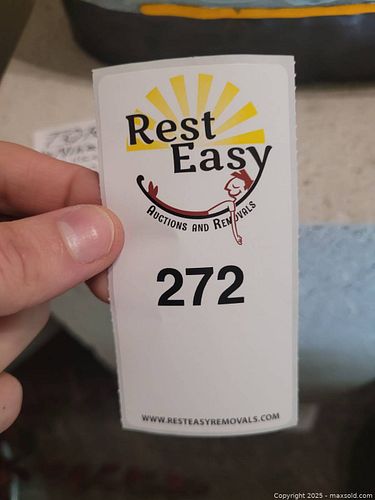 Rest
Easy
AUCTIONS AND REMOVALS
272
WWW.RESTEASYREMOVALS.COM
Copyright 2025 - maxsold.com